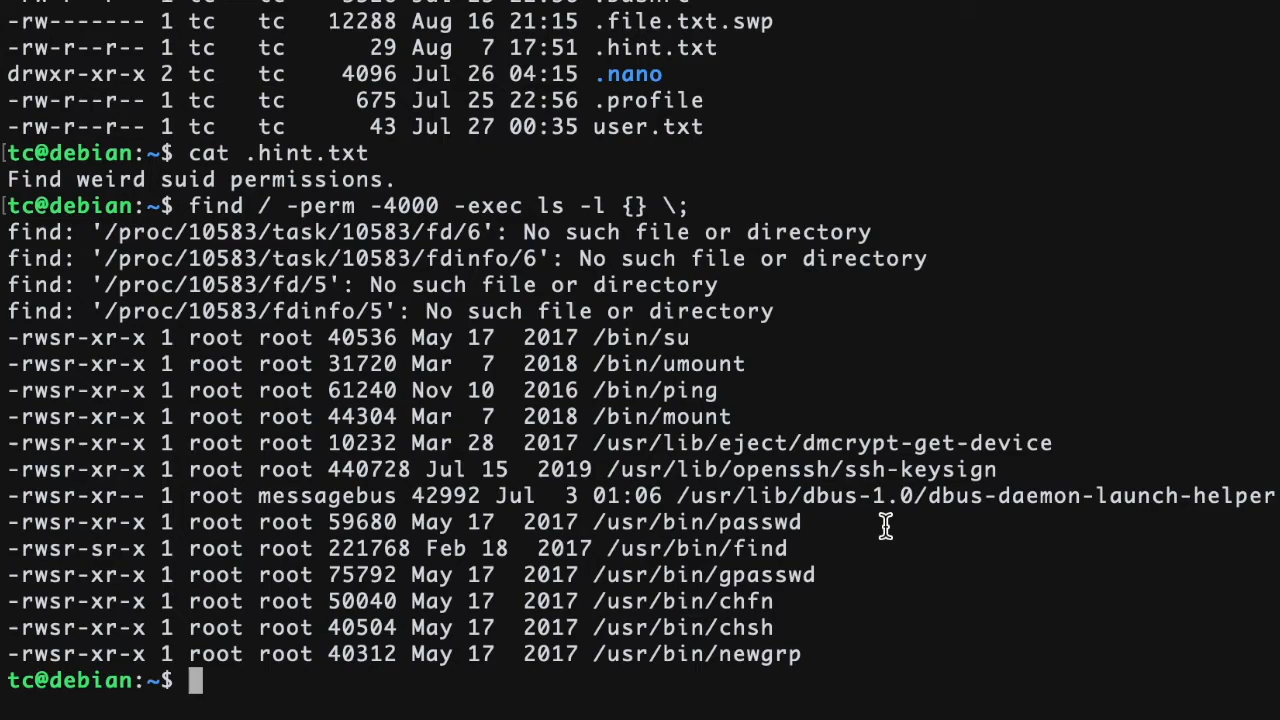 -rw------- 1 tc   tc   12288 Aug 16 21:15 .file.txt.swp
-rw-r--r-- 1 tc   tc      29 Aug  7 17:51 .hint.txt
drwxr-xr-x 2 tc   tc    4096 Jul 26 04:15 .nano
-rw-r--r-- 1 tc   tc     675 Jul 25 22:56 .profile
-rw-r--r-- 1 tc   tc      43 Jul 27 00:35 user.txt
[tc@debian:~$ cat .hint.txt
Find weird suid permissions.
[tc@debian:~$ find / -perm -4000 -exec ls -l {} \;
find: '/proc/10583/task/10583/fd/6': No such file or directory
find: '/proc/10583/task/10583/fdinfo/6': No such file or directory
find: '/proc/10583/fd/5': No such file or directory
find: '/proc/10583/fdinfo/5': No such file or directory
-rwsr-xr-x 1 root root 40536 May 17  2017 /bin/su
-rwsr-xr-x 1 root root 31720 Mar  7  2018 /bin/umount
-rwsr-xr-x 1 root root 61240 Nov 10  2016 /bin/ping
-rwsr-xr-x 1 root root 44304 Mar  7  2018 /bin/mount
-rwsr-xr-x 1 root root 10232 Mar 28  2017 /usr/lib/eject/dmcrypt-get-device
-rwsr-xr-x 1 root root 440728 Jul 15  2019 /usr/lib/openssh/ssh-keysign
-rwsr-xr-- 1 root messagebus 42992 Jul  3 01:06 /usr/lib/dbus-1.0/dbus-daemon-launch-helper
-rwsr-xr-x 1 root root 59680 May 17  2017 /usr/bin/passwd
-rwsr-sr-x 1 root root 221768 Feb 18  2017 /usr/bin/find
-rwsr-xr-x 1 root root 75792 May 17  2017 /usr/bin/gpasswd
-rwsr-xr-x 1 root root 50040 May 17  2017 /usr/bin/chfn
-rwsr-xr-x 1 root root 40504 May 17  2017 /usr/bin/chsh
-rwsr-xr-x 1 root root 40312 May 17  2017 /usr/bin/newgrp
tc@debian:~$